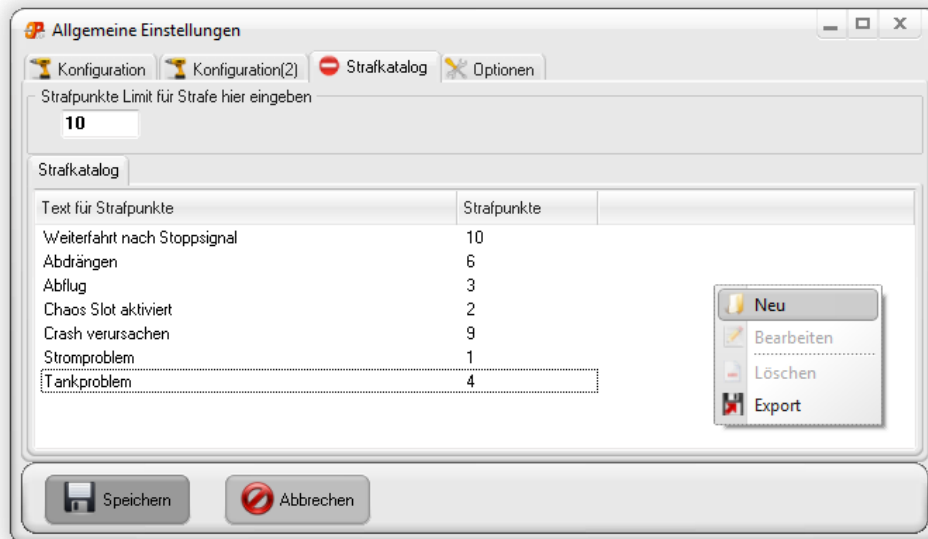 Allgemeine Einstellungen
Konfiguration Konfiguration(2) Strafkatalog Optionen
Strafpunkte Limit für Strafe hier eingeben
10
Strafkatalog
Text für Strafpunkte Strafpunkte
Weiterfahrt nach Stoppsignal 10
Abdrängen 6
Abflug 3
Chaos Slot aktiviert 2
Crash verursachen 9
Stromproblem 1
Tankproblem 4
Neu
Bearbeiten
Löschen
Export
Speichern Abbrechen